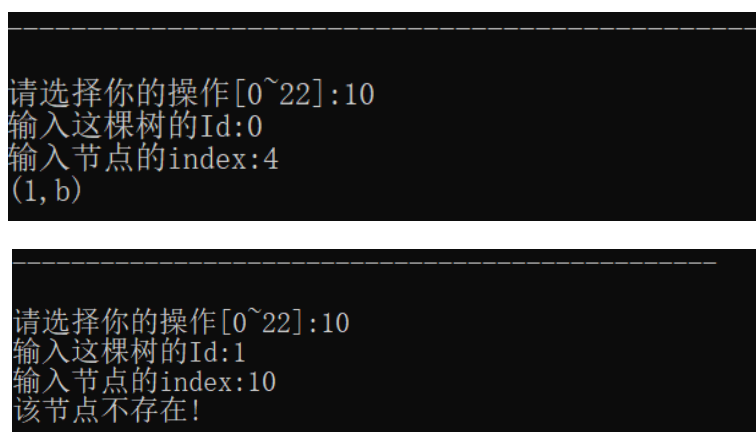 请选择你的操作[0~22]:10
输入这棵树的Id:0
输入节点的index:4
(1,b)
请选择你的操作[0~22]:10
输入这棵树的Id:1
输入节点的index:10
该节点不存在!